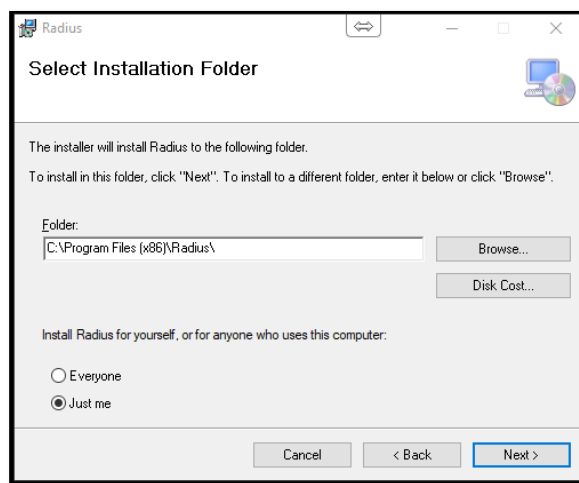 Radius
Select Installation Folder
The installer will install Radius to the following folder.
To install in this folder, click "Next". To install to a different folder, enter it below or click "Browse".
Folder:
C:\Program Files (x86)\Radius\
Browse...
Disk Cost...
Install Radius for yourself, or for anyone who uses this computer:
Everyone
Just me
Cancel
< Back
Next >